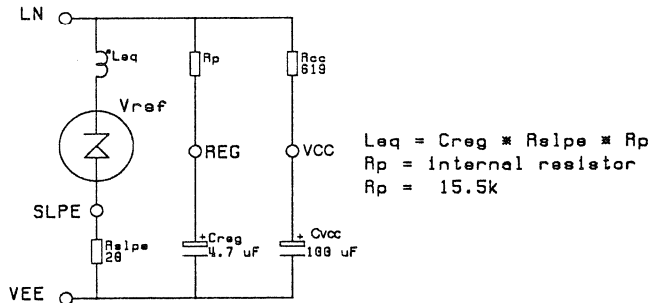 LN
*Leq
Rp
Rcc
619
Vref
REG
VCC
Leq = Creg * Rslpe * Rp
Rp = internal resistor
Rp = 15.5k
SLPE
Rslpe
20
+
Creg
4.7 uF
+
Cvcc
100 uF
VEE